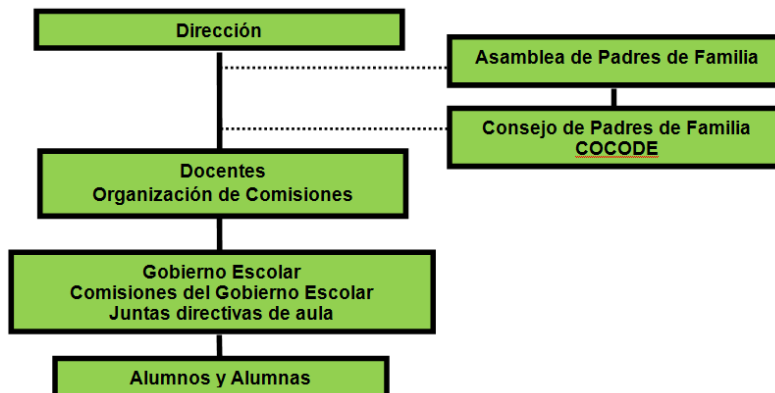 Dirección
Asamblea de Padres de Familia
Consejo de Padres de Familia
COCODE
Docentes
Organización de Comisiones
Gobierno Escolar
Comisiones del Gobierno Escolar
Juntas directivas de aula
Alumnos y Alumnas